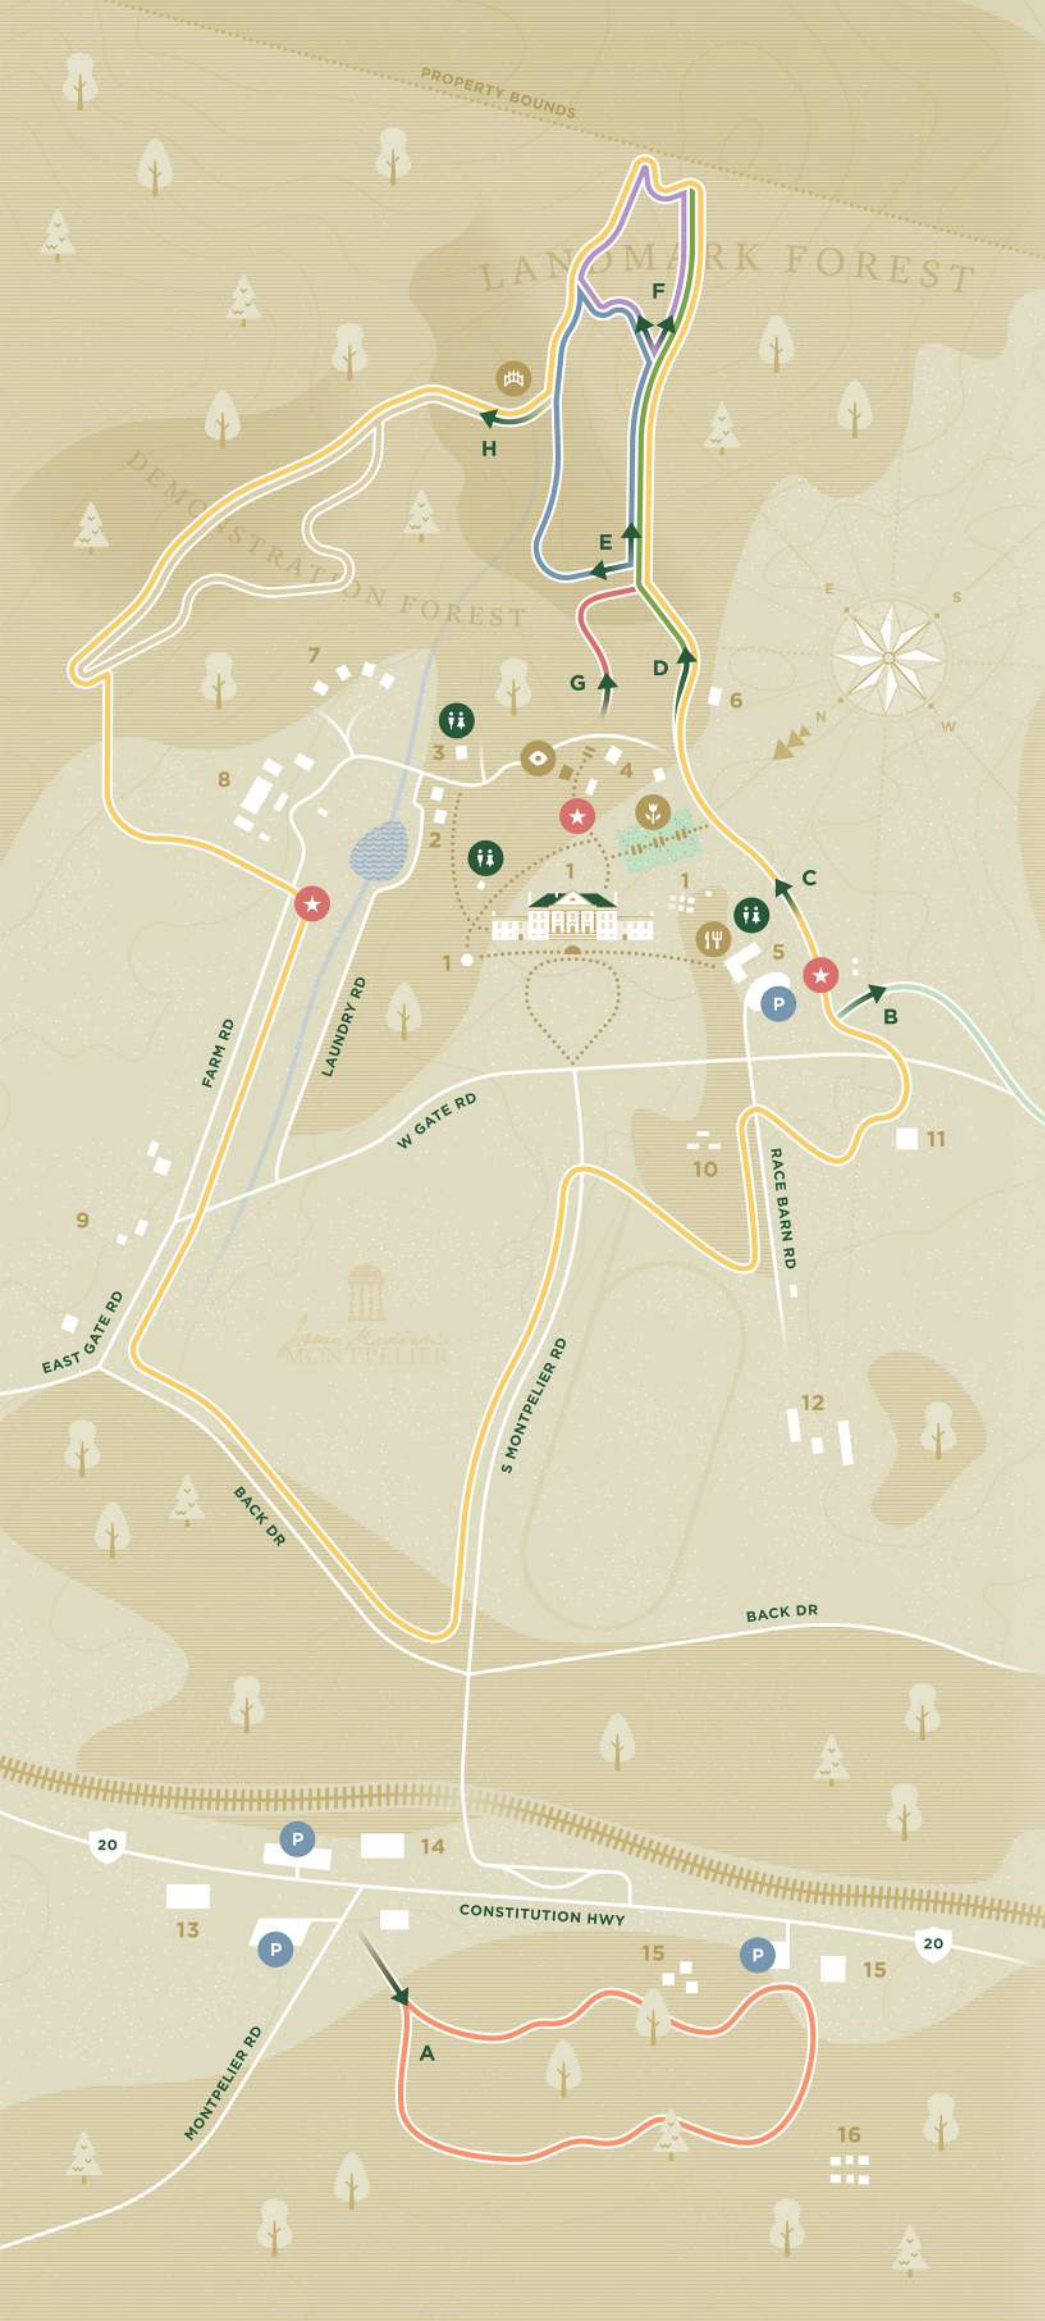 PROPERTY BOUNDS
LANDMARK FOREST
F
H
DEMONSTRATION FOREST
E
E
S
N
W
7
G
D
6
3
8
4
2
1
1
C
5
1
B
FARM RD
LAUNDRY RD
W GATE RD
10
11
RACE BARN RD
9
EAST GATE RD
MONTPELIER
S MONTPELIER RD
12
BACK DR
BACK DR
P
20
P
14
13
CONSTITUTION HWY
P
15
P
15
20
A
MONTPELIER RD
16